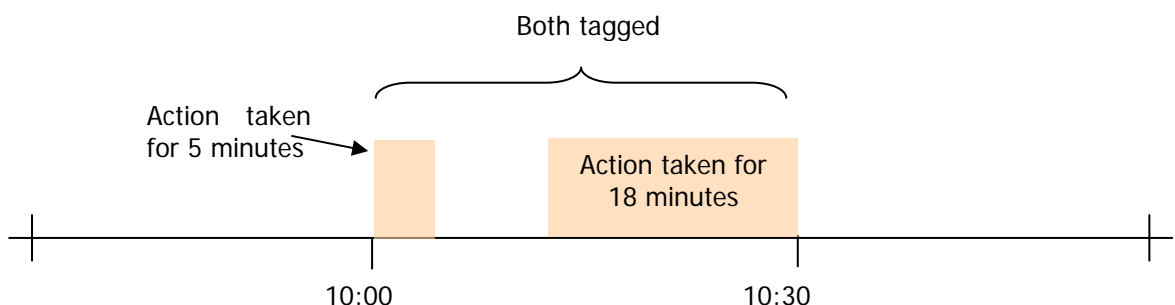 Both tagged
Action taken
for 5 minutes
Action taken for
18 minutes
10:00
10:30